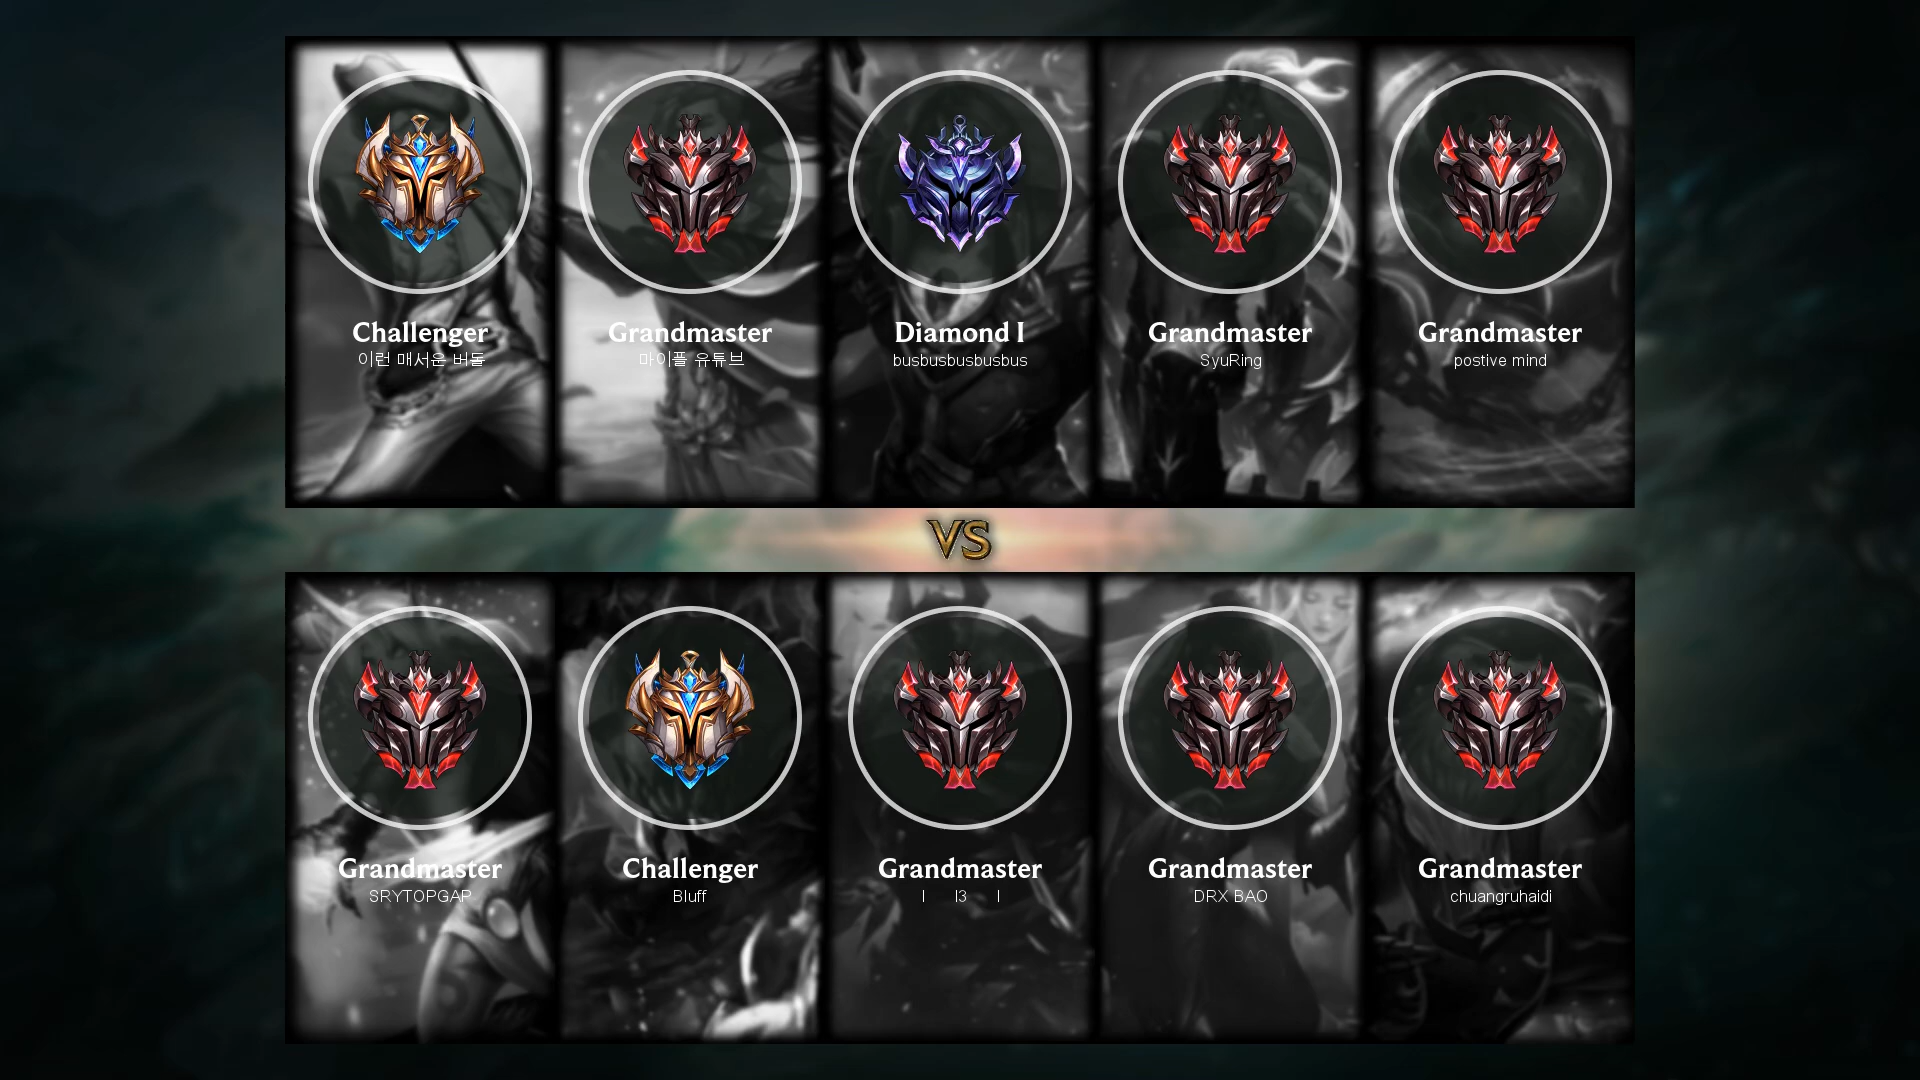 Challenger
이런 매서운 버돌
Grandmaster
마이플 유튜브
Diamond I
busbusbusbusbus
Grandmaster
SyuRing
Grandmaster
postive mind
VS
Grandmaster
SRYTOPGAP
Challenger
Bluff
Grandmaster
l l3 l
Grandmaster
DRX BAO
Grandmaster
chuangruhaidi